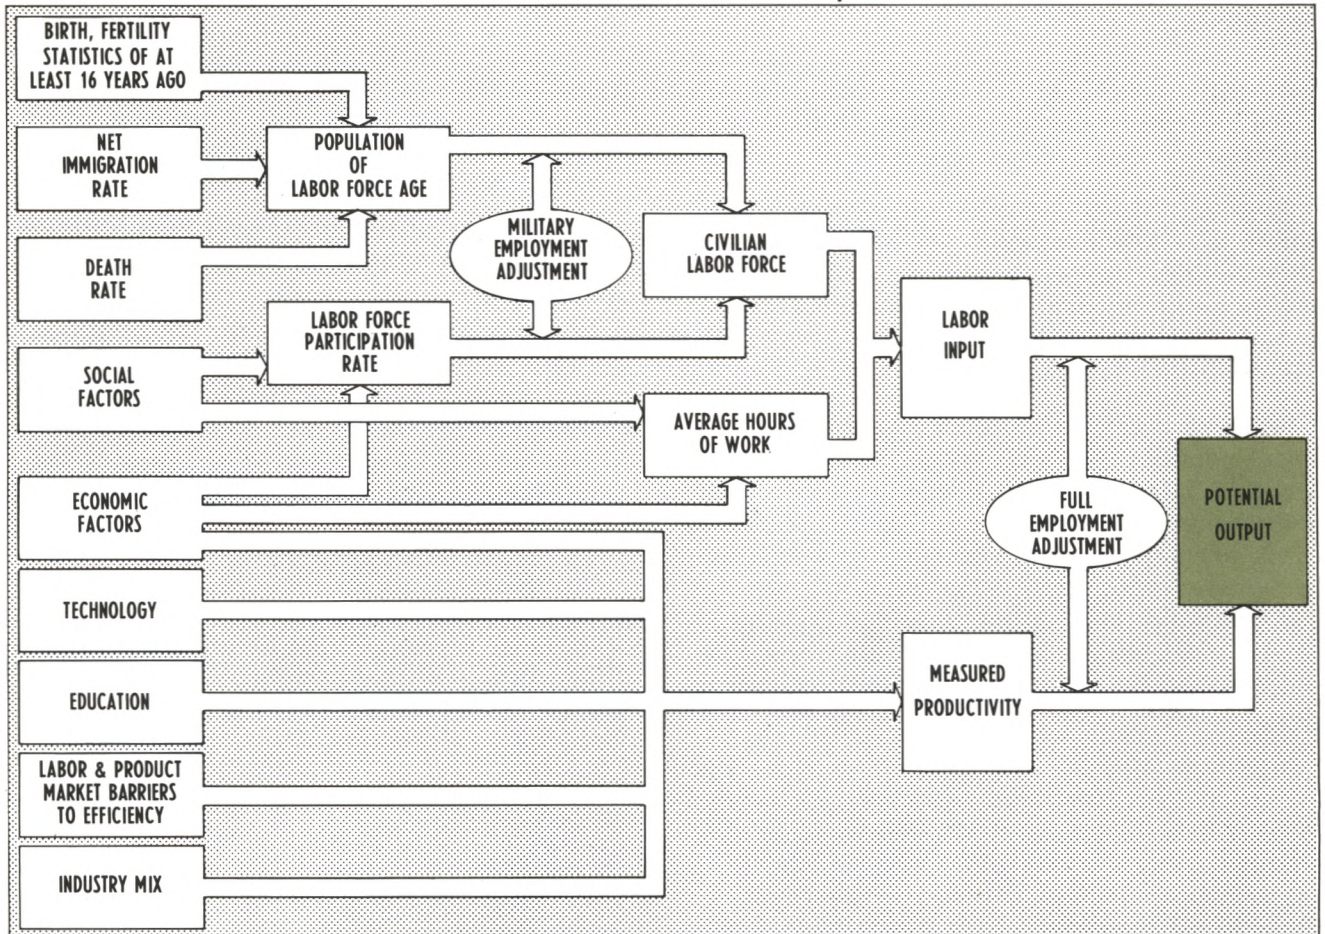 BIRTH, FERTILITY
STATISTICS OF AT
LEAST 16 YEARS AGO
NET
IMMIGRATION
RATE
POPULATION
OF
LABOR FORCE AGE
DEATH
RATE
MILITARY
EMPLOYMENT
ADJUSTMENT
CIVILIAN
LABOR FORCE
LABOR FORCE
PARTICIPATION
RATE
LABOR
INPUT
SOCIAL
FACTORS
AVERAGE HOURS
OF WORK
ECONOMIC
FACTORS
FULL
EMPLOYMENT
ADJUSTMENT
POTENTIAL
OUTPUT
TECHNOLOGY
EDUCATION
MEASURED
PRODUCTIVITY
LABOR & PRODUCT
MARKET BARRIERS
TO EFFICIENCY
INDUSTRY MIX